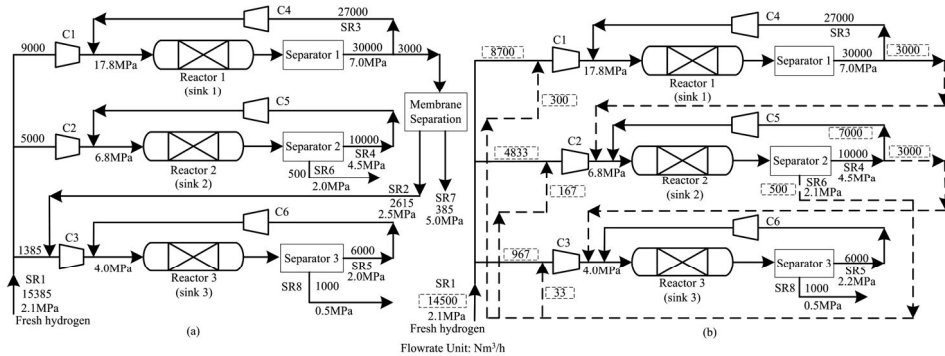 C4
27000
SR3
9000
C1
17.8MPa
Reactor 1
(sink 1)
Separator 1
30000
7.0MPa
3000
Membrane
Separation
C5
5000
C2
6.8MPa
Reactor 2
(sink 2)
Separator 2
10000
SR4
4.5MPa
500
SR6
2.0MPa
SR2
2615
2.5MPa
SR7
385
5.0MPa
C6
1385
C3
4.0MPa
Reactor 3
(sink 3)
Separator 3
6000
SR5
2.0MPa
SR8
1000
0.5MPa
SR1
15385
2.1MPa
Fresh hydrogen
(a)
C4
27000
SR3
8700
C1
17.8MPa
Reactor 1
(sink 1)
Separator 1
30000
7.0MPa
3000
300
C5
7000
4833
C2
6.8MPa
Reactor 2
(sink 2)
Separator 2
10000
SR4
4.5MPa
3000
167
500
SR6
2.1MPa
C6
967
C3
4.0MPa
Reactor 3
(sink 3)
Separator 3
6000
SR5
2.2MPa
33
SR8
1000
0.5MPa
SR1
14500
2.1MPa
Fresh hydrogen
(b)
Flowrate Unit: Nm³/h